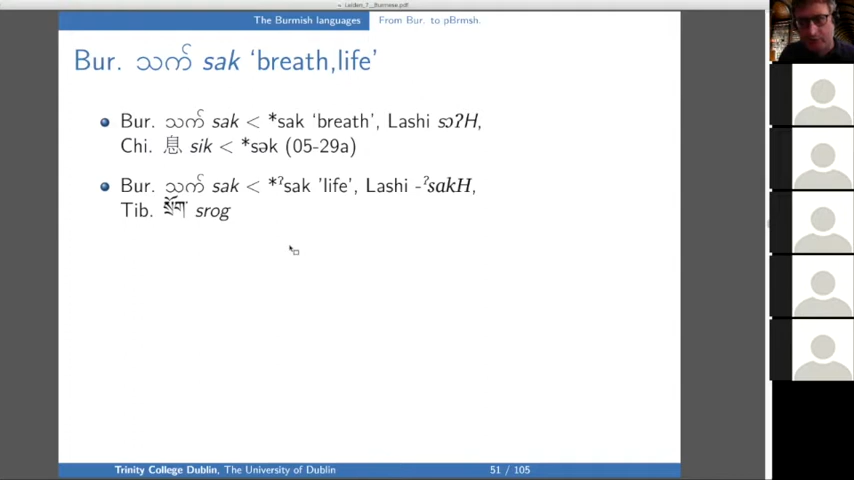 Leiden_7__Burmese.pdf
The Burmish languages From Bur. to pBrmsh.
Bur. သက် sak ‘breath,life’
Bur. သက် sak < *sak ‘breath’, Lashi sɔʔH,
Chi. 息 sik < *sək (05-29a)
Bur. သက် sak < *ˀsak ’life’, Lashi -ˀsakH,
Tib. སྲོག་ srog
Trinity College Dublin, The University of Dublin 51 / 105